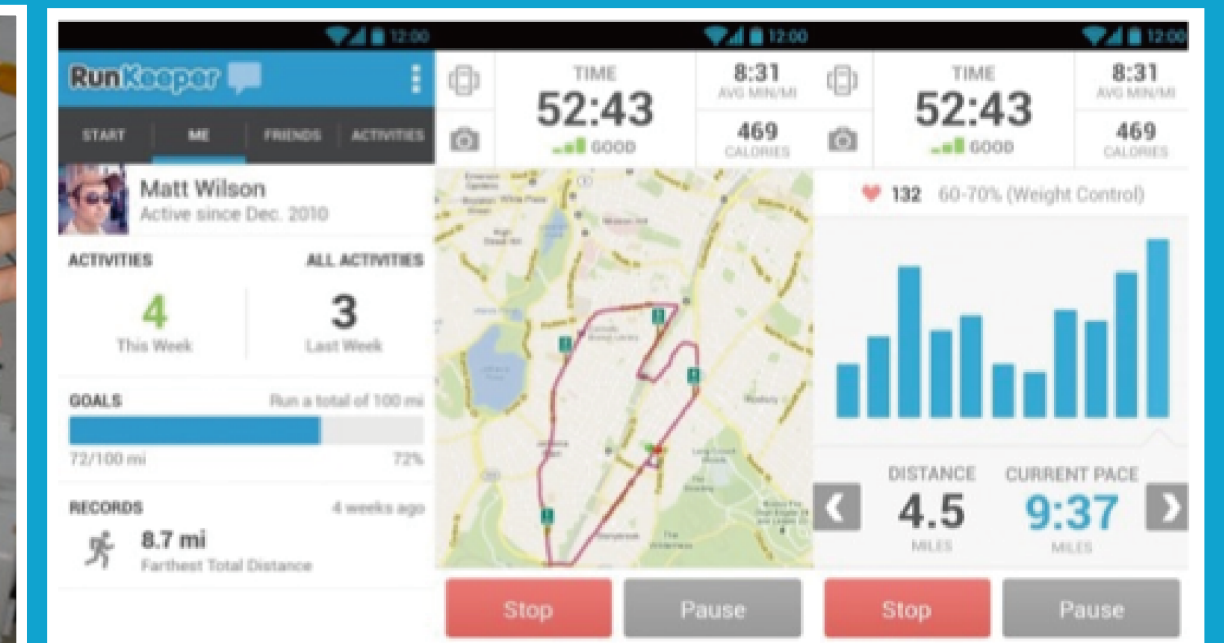 12:00
RunKeeper
START ME FRIENDS ACTIVITIES
Matt Wilson
Active since Dec. 2010
ACTIVITIES ALL ACTIVITIES
4 3
This Week Last Week
GOALS Run a total of 100 mi
72/100 mi 72%
RECORDS 4 weeks ago
8.7 mi
Farthest Total Distance
12:00
TIME
52:43
GOOD
8:31
AVG MIN/MI
469
CALORIES
Stop Pause
12:00
TIME
52:43
GOOD
8:31
AVG MIN/MI
469
CALORIES
132 60-70% (Weight Control)
DISTANCE CURRENT PACE
4.5 9:37
MILES MILES
Stop Pause